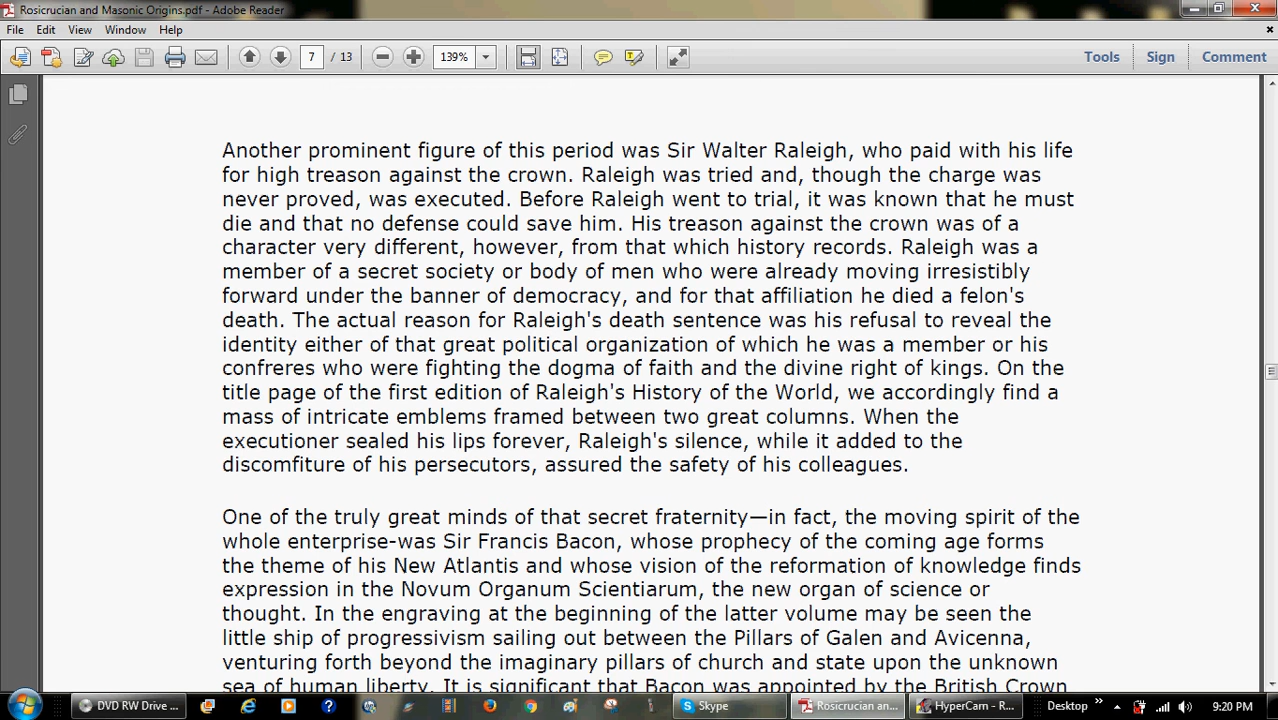 Rosicrucian and Masonic Origins.pdf - Adobe Reader
File Edit View Window Help
7 / 13 139% Tools Sign Comment
Another prominent figure of this period was Sir Walter Raleigh, who paid with his life
for high treason against the crown. Raleigh was tried and, though the charge was
never proved, was executed. Before Raleigh went to trial, it was known that he must
die and that no defense could save him. His treason against the crown was of a
character very different, however, from that which history records. Raleigh was a
member of a secret society or body of men who were already moving irresistibly
forward under the banner of democracy, and for that affiliation he died a felon's
death. The actual reason for Raleigh's death sentence was his refusal to reveal the
identity either of that great political organization of which he was a member or his
confreres who were fighting the dogma of faith and the divine right of kings. On the
title page of the first edition of Raleigh's History of the World, we accordingly find a
mass of intricate emblems framed between two great columns. When the
executioner sealed his lips forever, Raleigh's silence, while it added to the
discomfiture of his persecutors, assured the safety of his colleagues.
One of the truly great minds of that secret fraternity—in fact, the moving spirit of the
whole enterprise-was Sir Francis Bacon, whose prophecy of the coming age forms
the theme of his New Atlantis and whose vision of the reformation of knowledge finds
expression in the Novum Organum Scientiarum, the new organ of science or
thought. In the engraving at the beginning of the latter volume may be seen the
little ship of progressivism sailing out between the Pillars of Galen and Avicenna,
venturing forth beyond the imaginary pillars of church and state upon the unknown
sea of human liberty. It is significant that Bacon was appointed by the British Crown
DVD RW Drive ... Skype Rosicrucian an... HyperCam - R... Desktop 9:20 PM